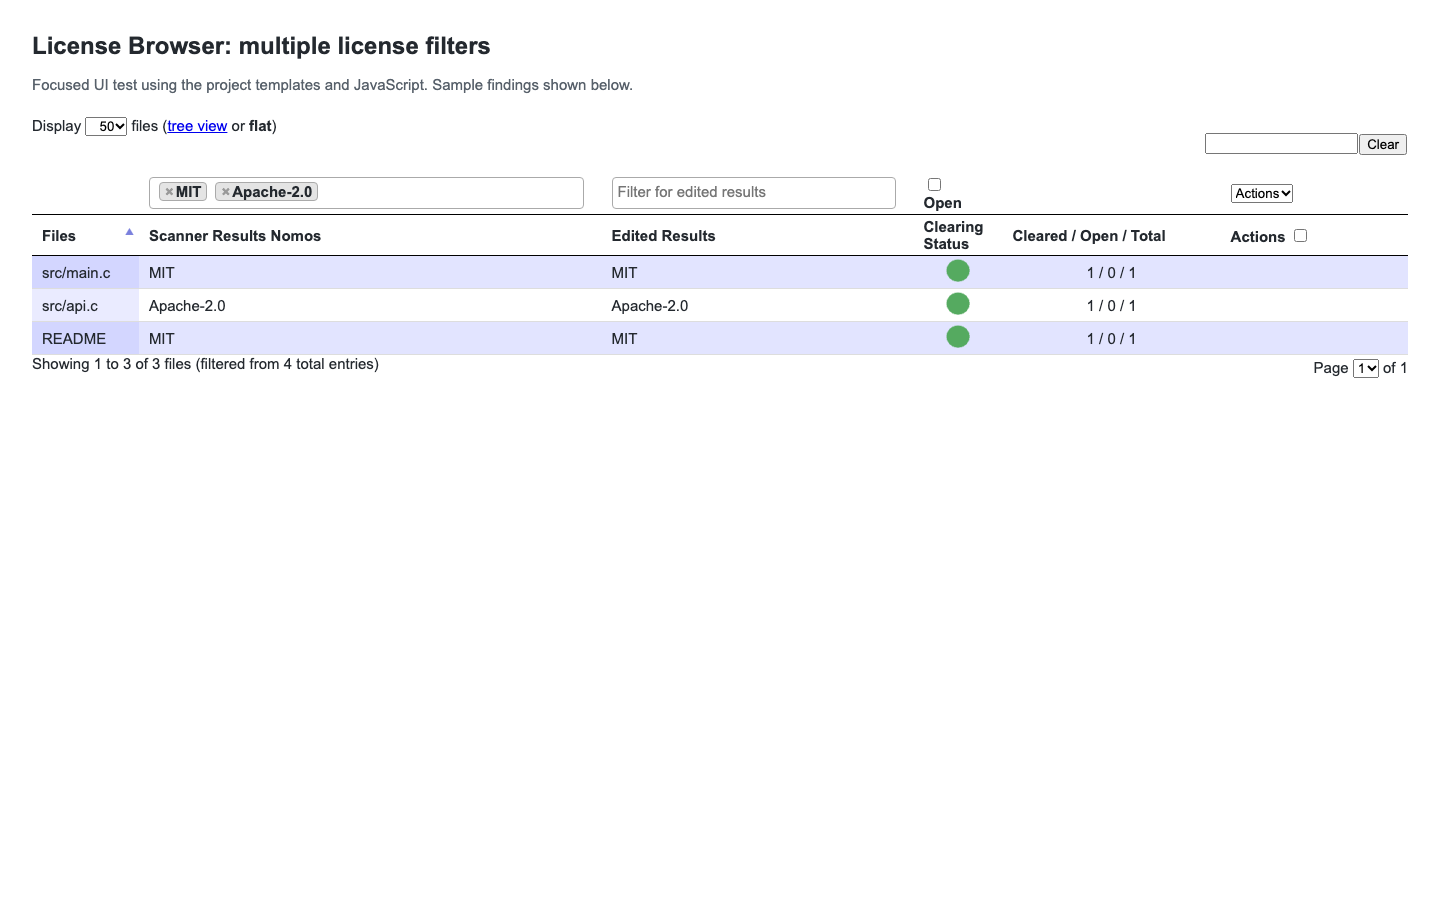 License Browser: multiple license filters
Focused UI test using the project templates and JavaScript. Sample findings shown below.
Display 50 files (tree view or flat)
Clear
×MIT ×Apache-2.0 Filter for edited results Open Actions
Files Scanner Results Nomos Edited Results Clearing Status Cleared / Open / Total Actions
src/main.c MIT MIT 1 / 0 / 1
src/api.c Apache-2.0 Apache-2.0 1 / 0 / 1
README MIT MIT 1 / 0 / 1
Showing 1 to 3 of 3 files (filtered from 4 total entries)
Page 1 of 1